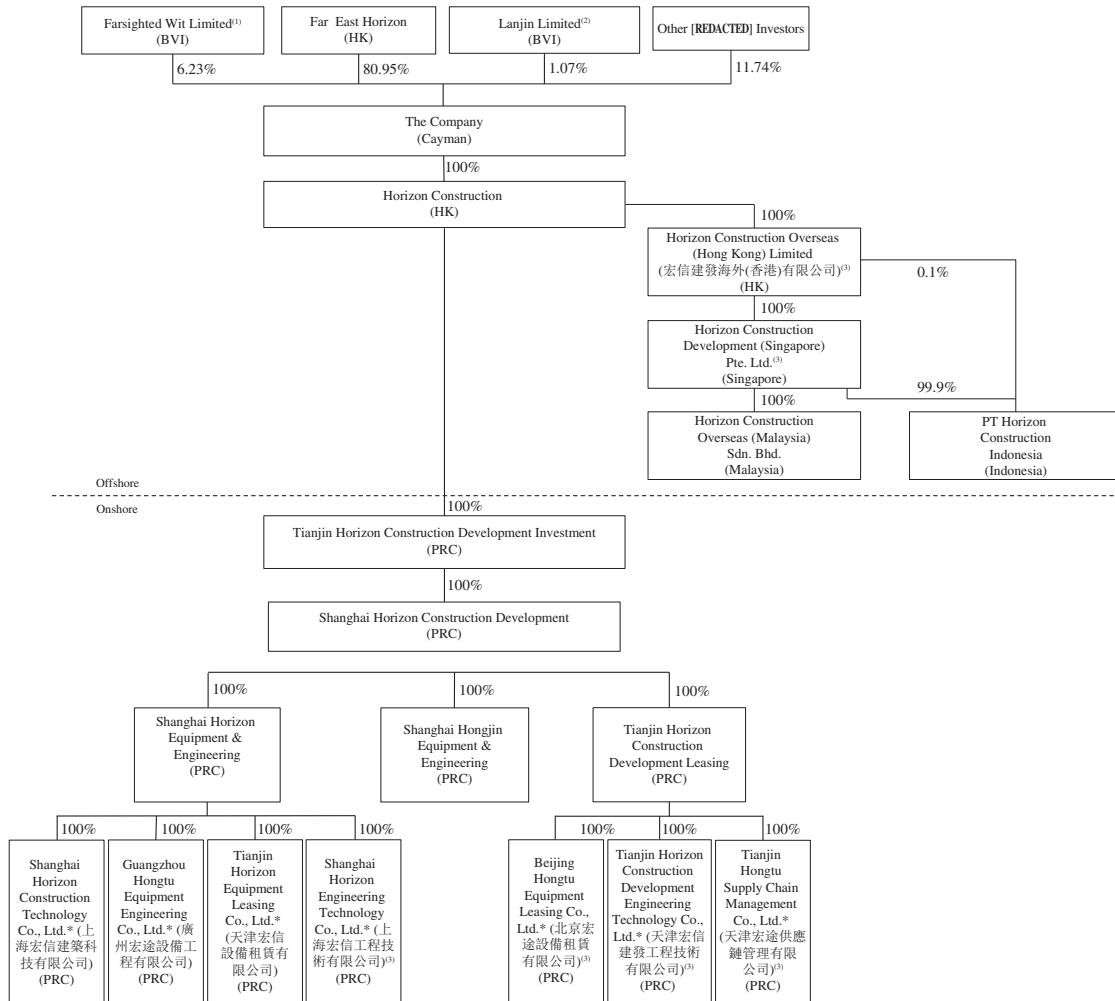 Farsighted Wit Limited(1)
(BVI)
Far East Horizon
(HK)
Lanjin Limited(2)
(BVI)
Other [REDACTED] Investors
6.23%
80.95%
1.07%
11.74%
The Company
(Cayman)
100%
Horizon Construction
(HK)
100%
Horizon Construction Overseas
(Hong Kong) Limited
(宏信建發海外(香港)有限公司)(3)
(HK)
0.1%
100%
Horizon Construction
Development (Singapore)
Pte. Ltd.(3)
(Singapore)
99.9%
100%
Horizon Construction
Overseas (Malaysia)
Sdn. Bhd.
(Malaysia)
PT Horizon
Construction
Indonesia
(Indonesia)
Offshore
Onshore
100%
Tianjin Horizon Construction Development Investment
(PRC)
100%
Shanghai Horizon Construction Development
(PRC)
100%
100%
100%
Shanghai Horizon
Equipment &
Engineering
(PRC)
Shanghai Hongjin
Equipment &
Engineering
(PRC)
Tianjin Horizon
Construction
Development Leasing
(PRC)
100%
100%
100%
100%
100%
100%
100%
Shanghai
Horizon
Construction
Technology
Co., Ltd.* (上
海宏信建築科
技有限公司)
(PRC)
Guangzhou
Hongtu
Equipment
Engineering
Co., Ltd.* (廣
州宏途設備工
程有限公司)
(PRC)
Tianjin
Horizon
Equipment
Leasing
Co., Ltd.*
(天津宏信
設備租賃有
限公司)
(PRC)
Shanghai
Horizon
Engineering
Technology
Co., Ltd.* (上
海宏信工程技
術有限公司)(3)
(PRC)
Beijing
Hongtu
Equipment
Leasing Co.,
Ltd.* (北京宏
途設備租賃
有限公司)(3)
(PRC)
Tianjin Horizon
Construction
Development
Engineering
Technology Co.,
Ltd.* (天津宏信
建發工程技術
有限公司)(3)
(PRC)
Tianjin
Hongtu
Supply Chain
Management
Co., Ltd.*
(天津宏途供應
鏈管理有限
公司)(3)
(PRC)